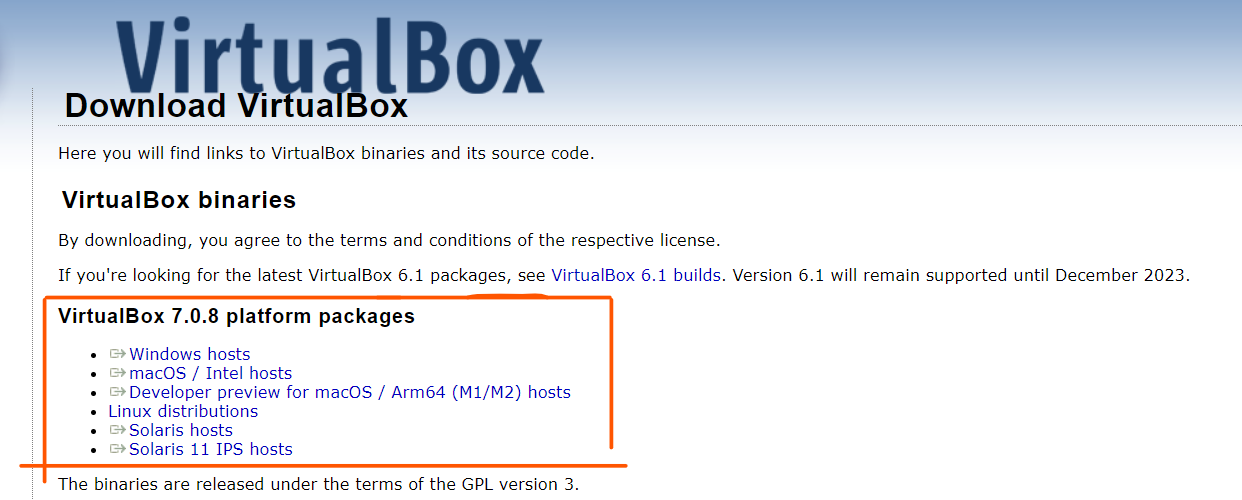 VirtualBox
Download VirtualBox
Here you will find links to VirtualBox binaries and its source code.
VirtualBox binaries
By downloading, you agree to the terms and conditions of the respective license.
If you're looking for the latest VirtualBox 6.1 packages, see VirtualBox 6.1 builds. Version 6.1 will remain supported until December 2023.
VirtualBox 7.0.8 platform packages
Windows hosts
macOS / Intel hosts
Developer preview for macOS / Arm64 (M1/M2) hosts
Linux distributions
Solaris hosts
Solaris 11 IPS hosts
The binaries are released under the terms of the GPL version 3.